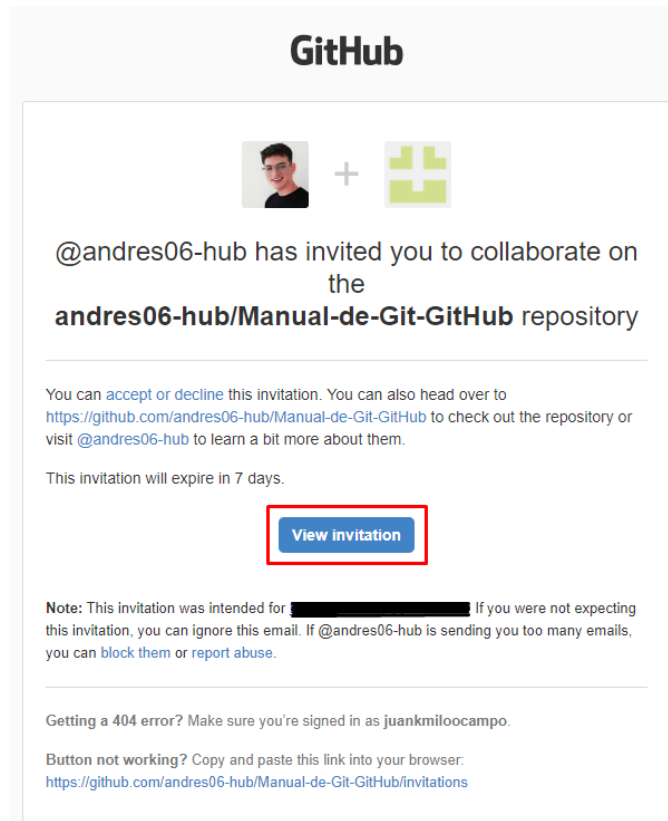 GitHub
+
@andres06-hub has invited you to collaborate on
the
andres06-hub/Manual-de-Git-GitHub repository
You can accept or decline this invitation. You can also head over to
https://github.com/andres06-hub/Manual-de-Git-GitHub to check out the repository or
visit @andres06-hub to learn a bit more about them.
This invitation will expire in 7 days.
View invitation
Note: This invitation was intended for If you were not expecting
this invitation, you can ignore this email. If @andres06-hub is sending you too many emails,
you can block them or report abuse.
Getting a 404 error? Make sure you're signed in as juankmiloocampo.
Button not working? Copy and paste this link into your browser:
https://github.com/andres06-hub/Manual-de-Git-GitHub/invitations